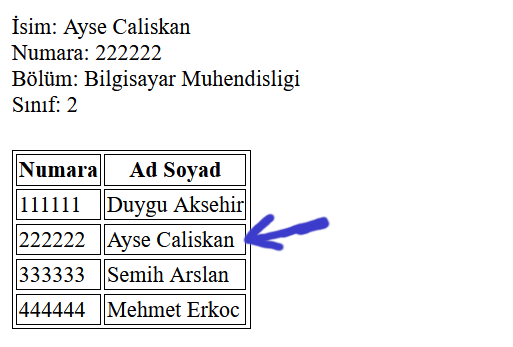 İsim: Ayse Caliskan
Numara: 222222
Bölüm: Bilgisayar Muhendisligi
Sınıf: 2
Numara Ad Soyad
111111 Duygu Aksehir
222222 Ayse Caliskan
333333 Semih Arslan
444444 Mehmet Erkoc